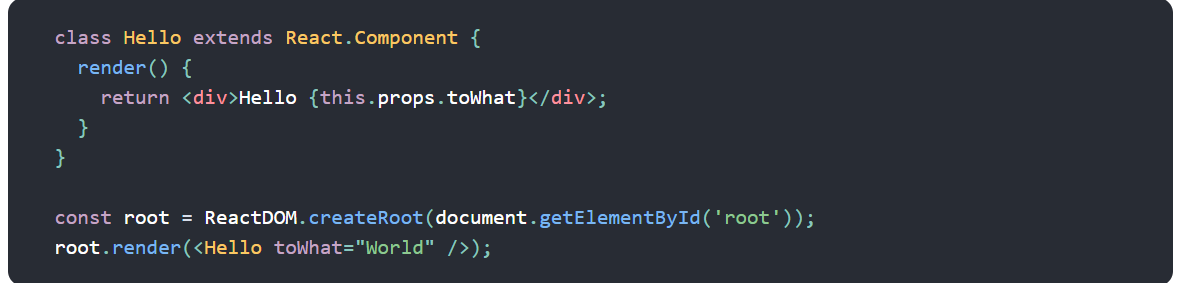 class Hello extends React.Component {
  render() {
    return <div>Hello {this.props.toWhat}</div>;
  }
}

const root = ReactDOM.createRoot(document.getElementById('root'));
root.render(<Hello toWhat="World" />);